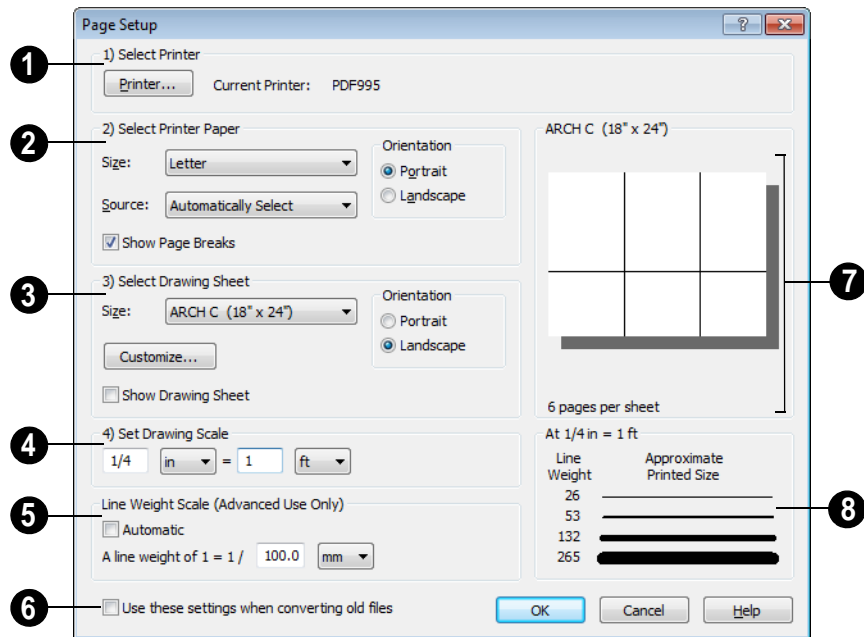 Page Setup
1
1) Select Printer
Printer... Current Printer: PDF995
2
2) Select Printer Paper
Size: Letter
Source: Automatically Select
Orientation
Portrait
Landscape
Show Page Breaks
3
3) Select Drawing Sheet
Size: ARCH C (18" x 24")
Orientation
Portrait
Landscape
Customize...
Show Drawing Sheet
ARCH C (18" x 24")
7
6 pages per sheet
4
4) Set Drawing Scale
1/4 in = 1 ft
5
Line Weight Scale (Advanced Use Only)
Automatic
A line weight of 1 = 1 / 100.0 mm
At 1/4 in = 1 ft
Line Weight
Approximate Printed Size
26
53
132
265
8
6
Use these settings when converting old files
OK Cancel Help